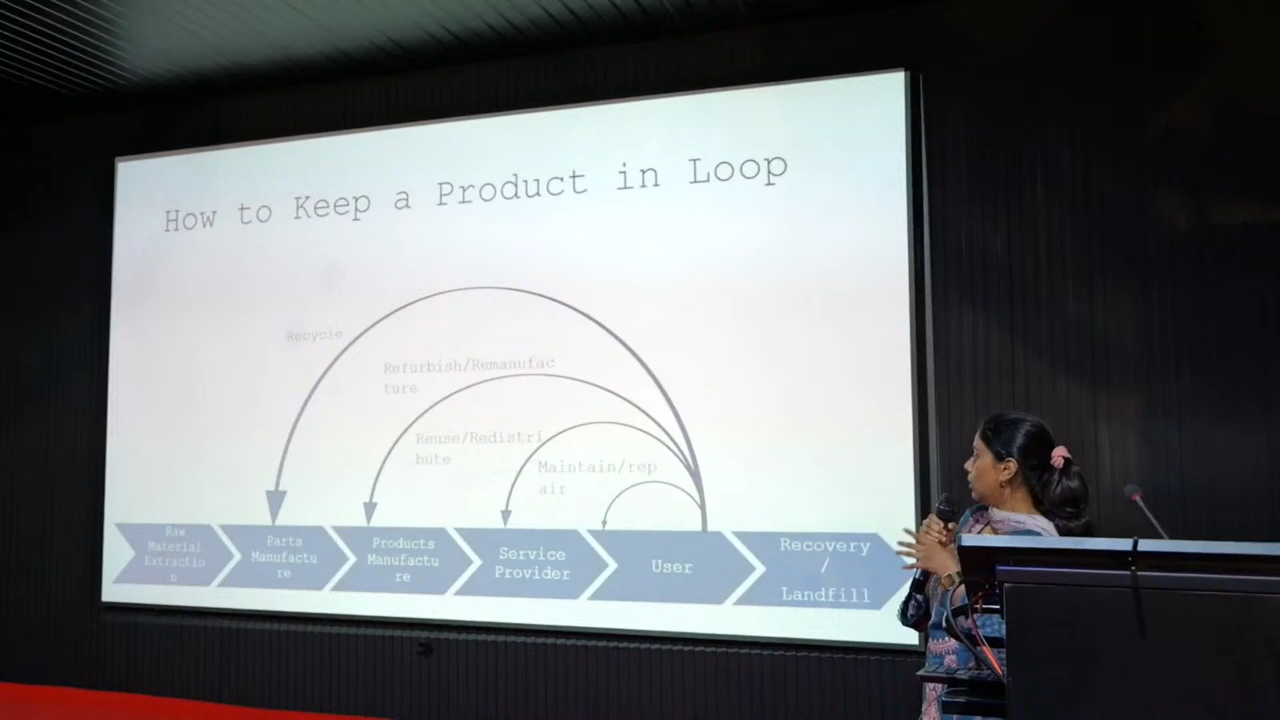 How to Keep a Product in Loop
Recycle
Refurbish/Remanufac
ture
Reuse/Redistri
bute
Maintain/rep
air
Raw
Material
Extractio
n
Parts
Manufactu
re
Products
Manufactu
re
Service
Provider
User
Recovery
/
Landfill